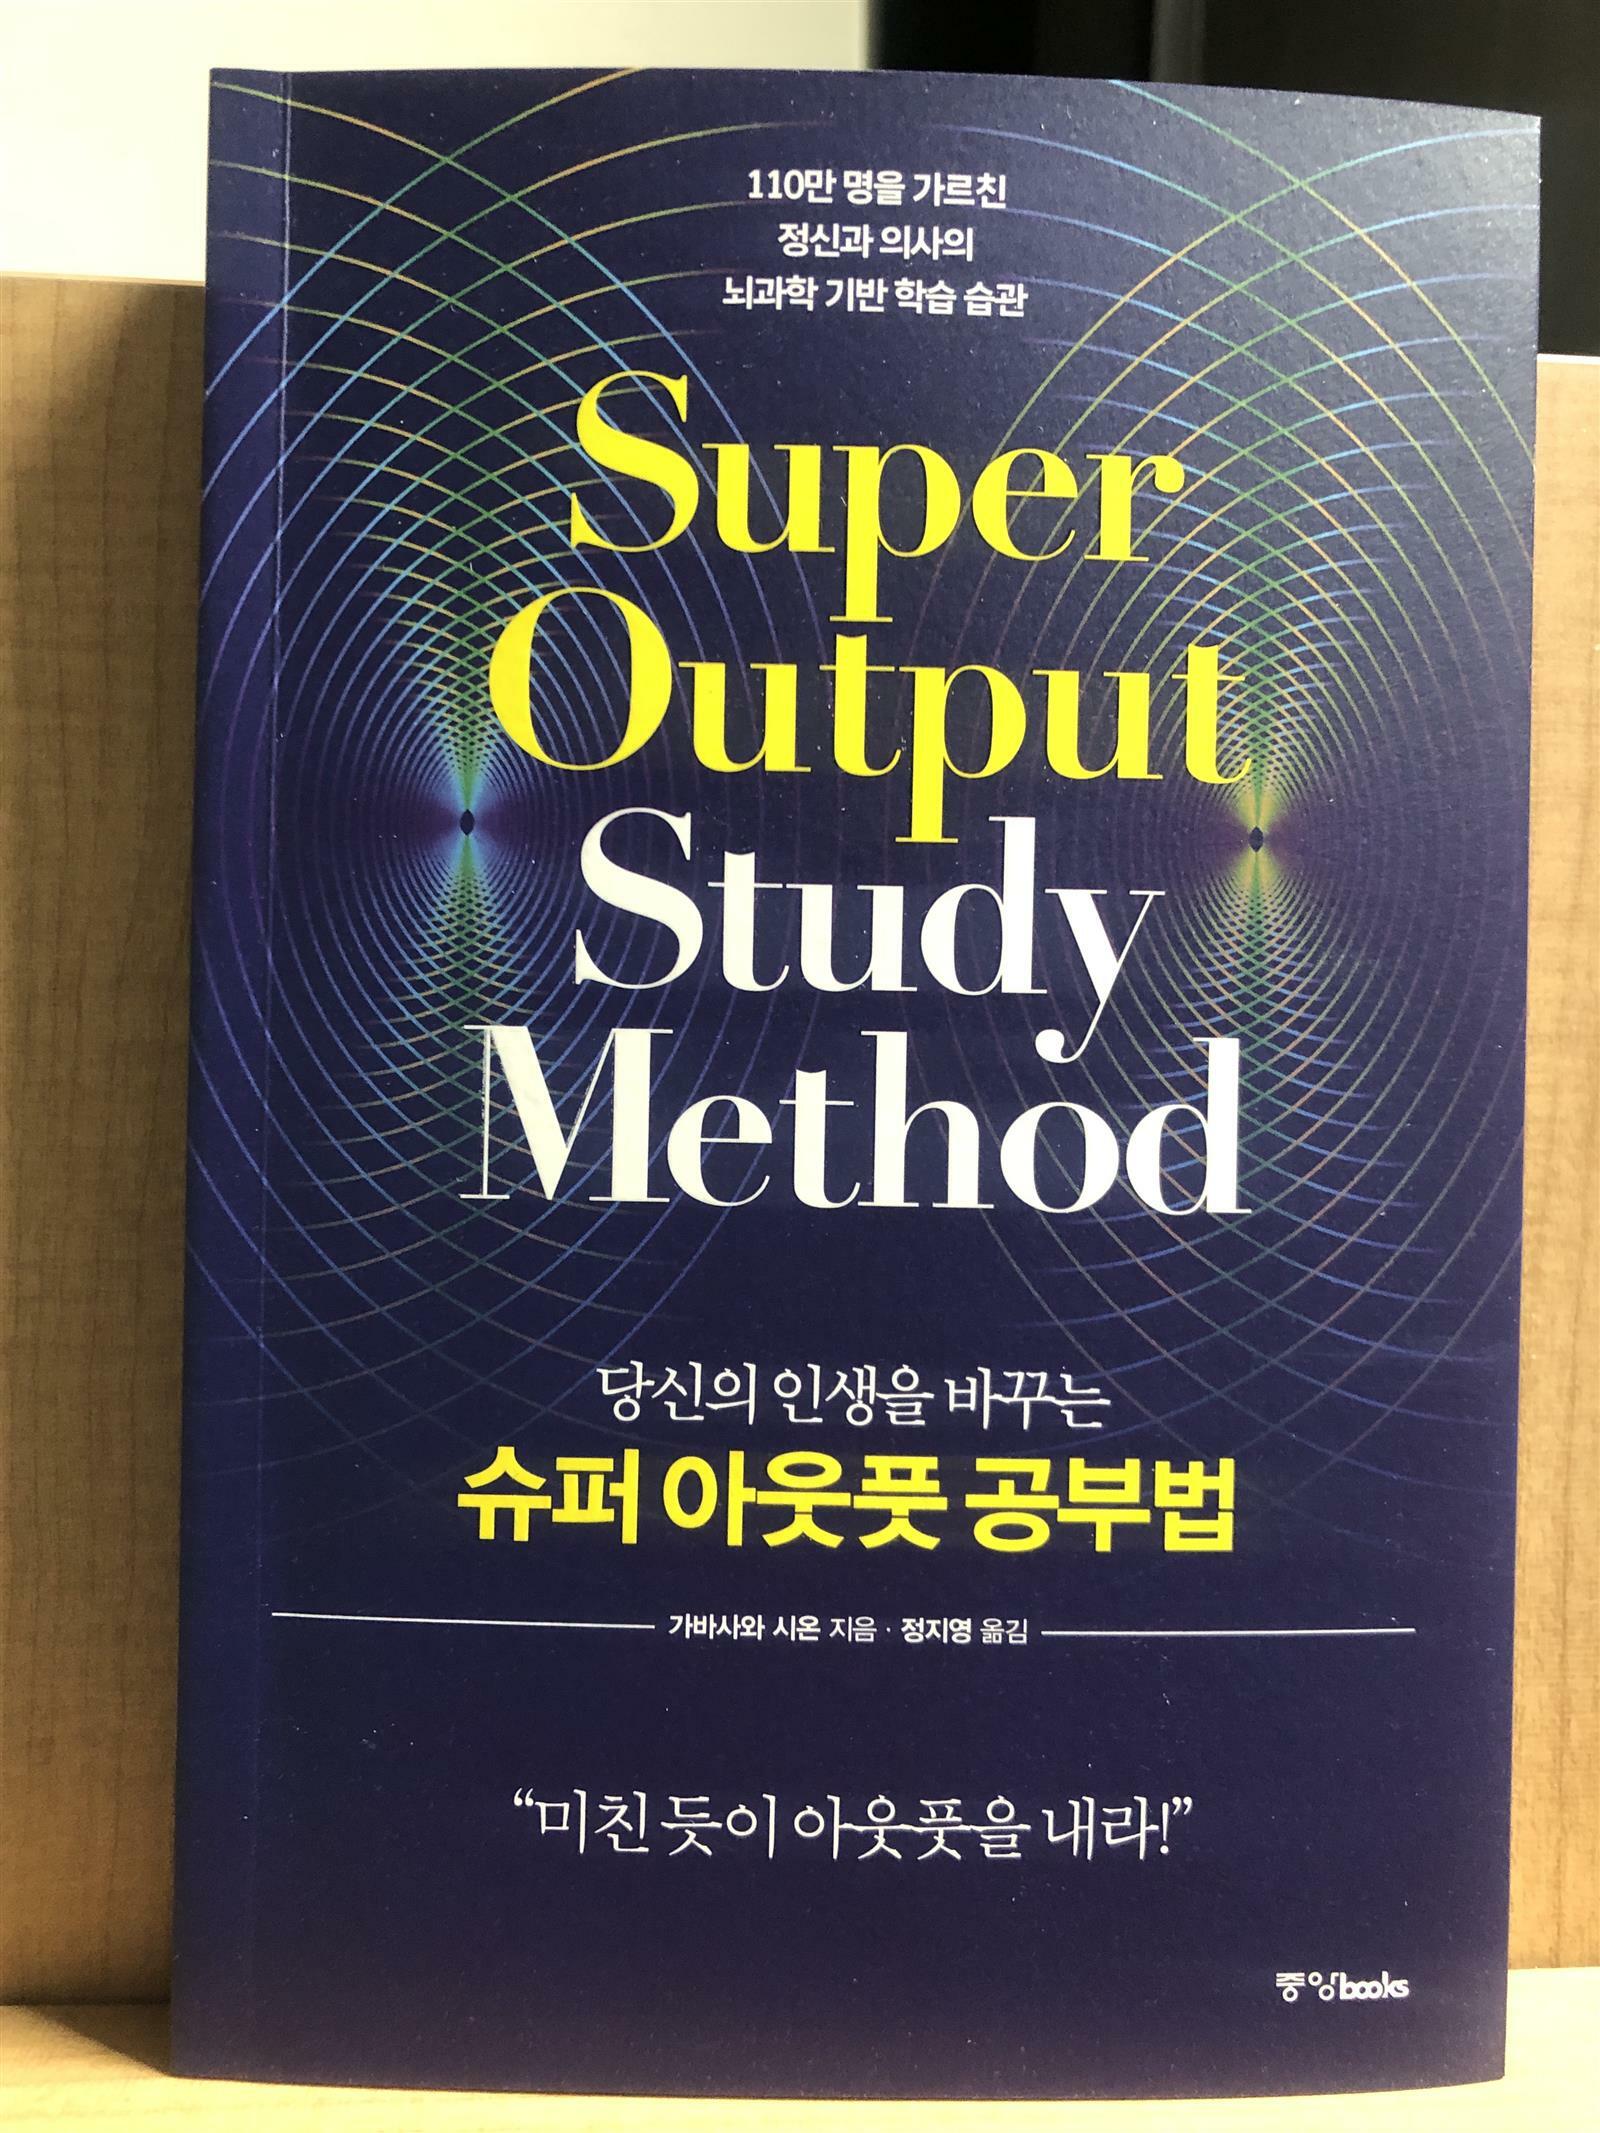 110만 명을 가르친
정신과 의사의
뇌과학 기반 학습 습관
Super
Output
Study
Method
당신의 인생을 바꾸는
슈퍼 아웃풋 공부법
가바사와 시온 지음 · 정지영 옮김
“미친 듯이 아웃풋을 내라!”
중앙books